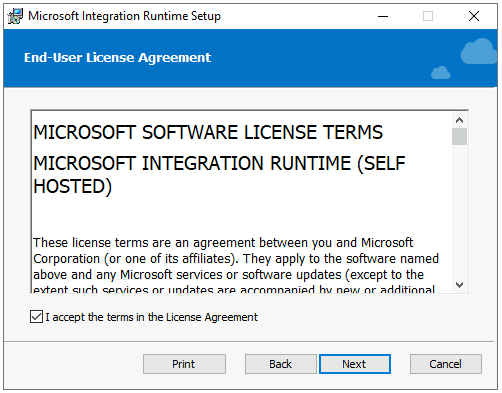 Microsoft Integration Runtime Setup
End-User License Agreement
MICROSOFT SOFTWARE LICENSE TERMS
MICROSOFT INTEGRATION RUNTIME (SELF
HOSTED)
These license terms are an agreement between you and Microsoft
Corporation (or one of its affiliates). They apply to the software named
above and any Microsoft services or software updates (except to the
extent such services or updates are accompanied by new or additional
I accept the terms in the License Agreement
Print Back Next Cancel